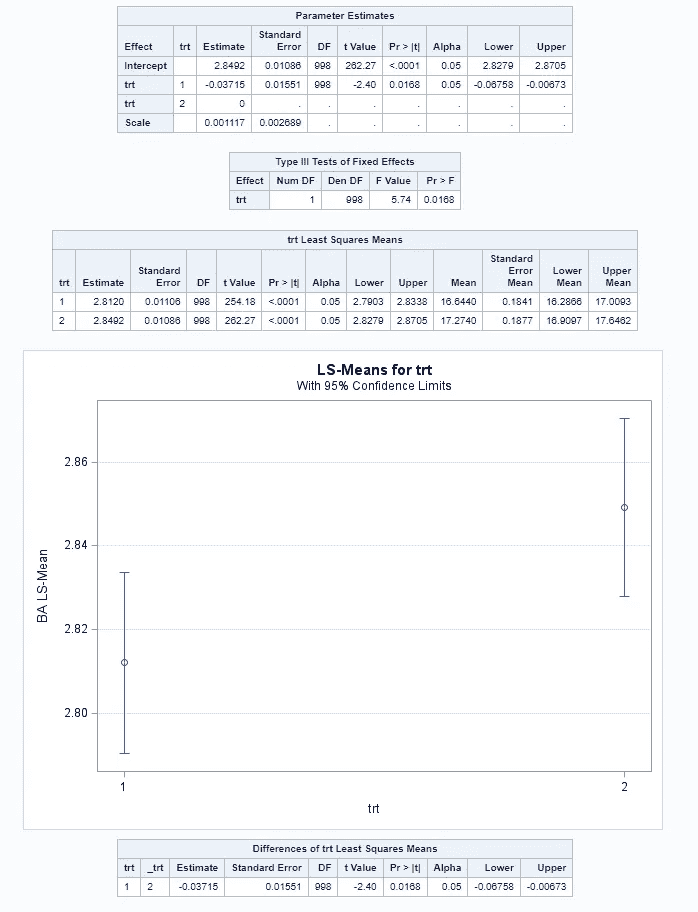 Parameter Estimates
Effect trt Estimate Standard Error DF t Value Pr > |t| Alpha Lower Upper
Intercept 2.8492 0.01086 998 262.27 <.0001 0.05 2.8279 2.8705
trt 1 -0.03715 0.01551 998 -2.40 0.0168 0.05 -0.06758 -0.00673
trt 2 0 . . . . . . .
Scale 0.001117 0.002689 . . . . . .
Type III Tests of Fixed Effects
Effect Num DF Den DF F Value Pr > F
trt 1 998 5.74 0.0168
trt Least Squares Means
trt Estimate Standard Error DF t Value Pr > |t| Alpha Lower Upper Mean Standard Error Mean Lower Mean Upper Mean
1 2.8120 0.01106 998 254.18 <.0001 0.05 2.7903 2.8338 16.6440 0.1841 16.2866 17.0093
2 2.8492 0.01086 998 262.27 <.0001 0.05 2.8279 2.8705 17.2740 0.1877 16.9097 17.6462
LS-Means for trt
With 95% Confidence Limits
BA LS-Mean
2.86
2.84
2.82
2.80
1 2
trt
Differences of trt Least Squares Means
trt _trt Estimate Standard Error DF t Value Pr > |t| Alpha Lower Upper
1 2 -0.03715 0.01551 998 -2.40 0.0168 0.05 -0.06758 -0.00673